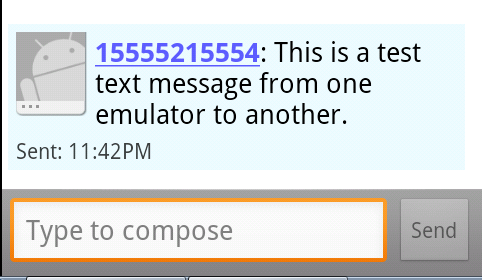 15555215554: This is a test
text message from one
emulator to another.
Sent: 11:42PM
Type to compose
Send